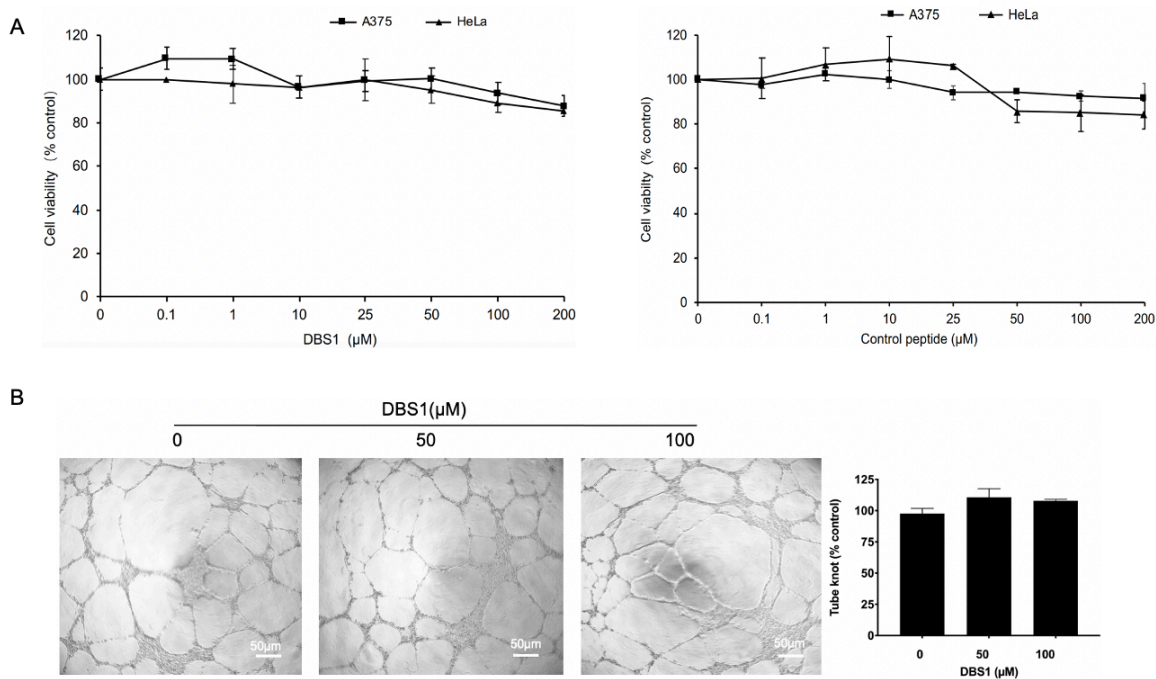 A
A375 HeLa
120
100
80
60
40
20
0
Cell viability (% control)
0 0.1 1 10 25 50 100 200
DBS1 (μM)
A375 HeLa
120
100
80
60
40
20
0
Cell viability (% control)
0 0.1 1 10 25 50 100 200
Control peptide (μM)
B
DBS1(μM)
0 50 100
50μm
50μm
50μm
125
100
75
50
25
0
Tube knot (% control)
0 50 100
DBS1 (μM)